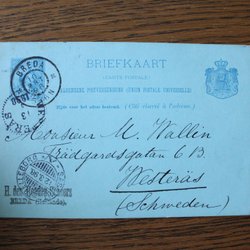 BREDA
BRIEFKAART
(CARTE POSTALE)
ALGEMEENE POSTVEREENIGING (UNION POSTALE UNIVERSELLE)
Zijde voor het adres bestemd. (Côté réservé à l'adresse.)
Monsieur M. Wallin
Trädgårdsgatan 6 B.
Westerås
(Schweden)
BREDA